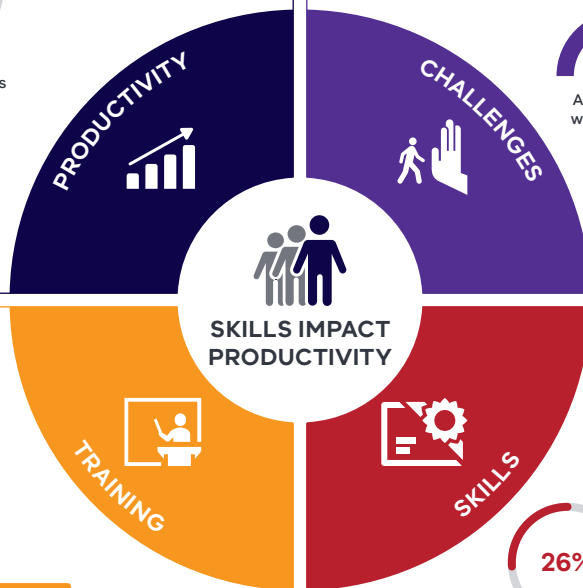 PRODUCTIVITY
CHALLENGES
SKILLS IMPACT
PRODUCTIVITY
TRAINING
SKILLS
26%